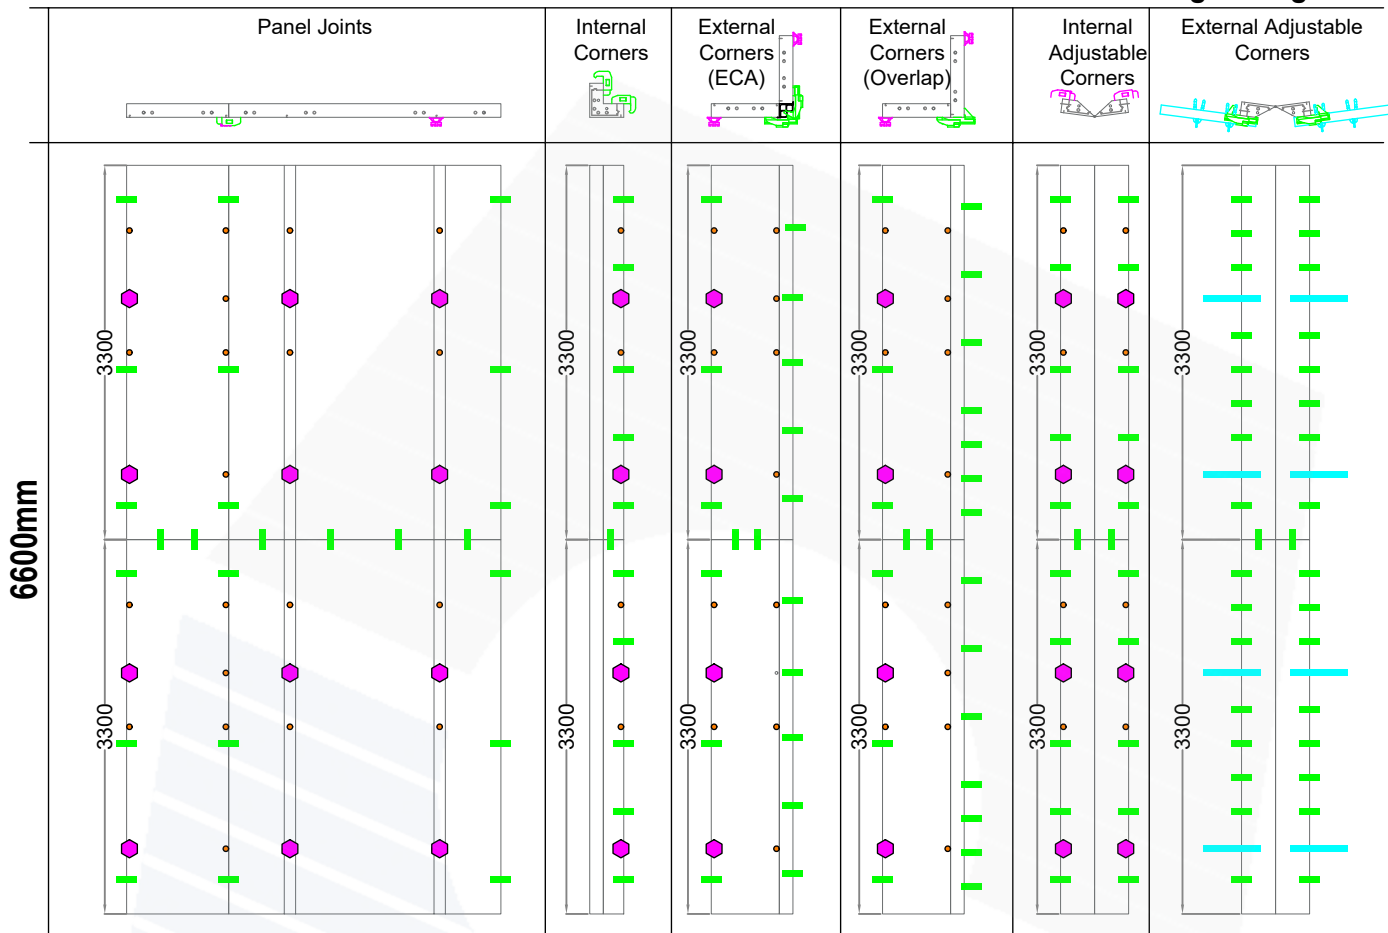 Panel Joints
Internal
Corners
External
Corners
(ECA)
External
Corners
(Overlap)
Internal
Adjustable
Corners
External Adjustable
Corners
6600mm
3300
3300
3300
3300
3300
3300
3300
3300
3300
3300
3300
3300